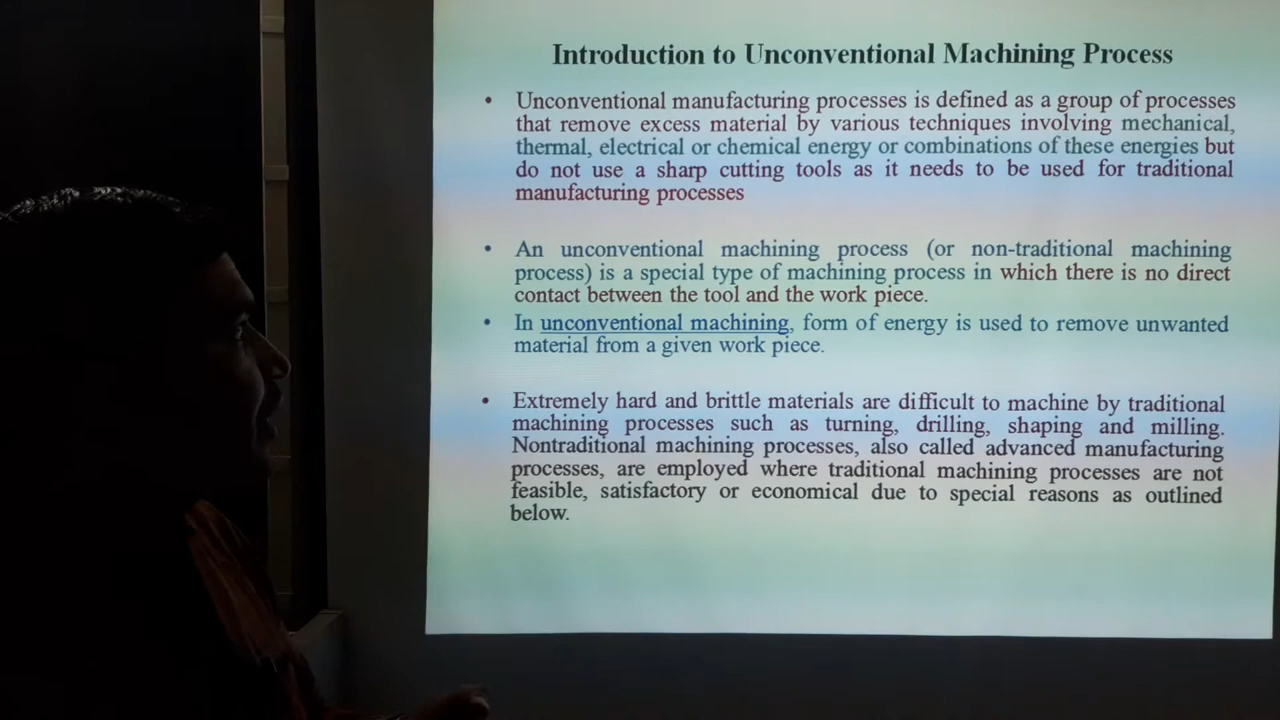 Introduction to Unconventional Machining Process
• Unconventional manufacturing processes is defined as a group of processes
that remove excess material by various techniques involving mechanical,
thermal, electrical or chemical energy or combinations of these energies but
do not use a sharp cutting tools as it needs to be used for traditional
manufacturing processes
• An unconventional machining process (or non-traditional machining
process) is a special type of machining process in which there is no direct
contact between the tool and the work piece.
• In unconventional machining, form of energy is used to remove unwanted
material from a given work piece.
• Extremely hard and brittle materials are difficult to machine by traditional
machining processes such as turning, drilling, shaping and milling.
Nontraditional machining processes, also called advanced manufacturing
processes, are employed where traditional machining processes are not
feasible, satisfactory or economical due to special reasons as outlined
below.